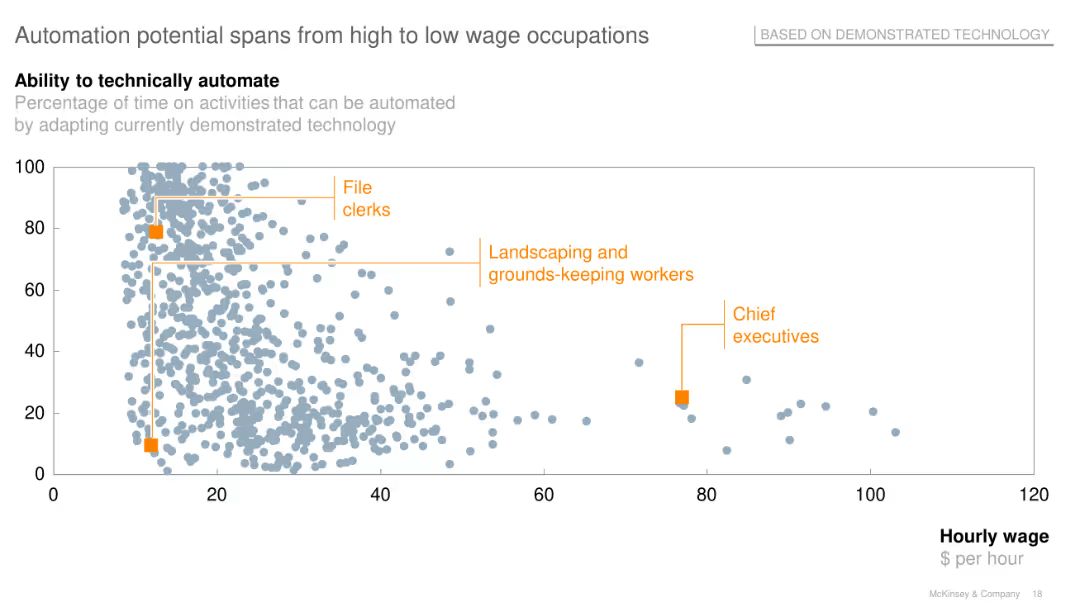 Automation potential spans from high to low wage occupations
BASED ON DEMONSTRATED TECHNOLOGY
Ability to technically automate
Percentage of time on activities that can be automated
by adapting currently demonstrated technology
100
80
60
40
20
0
File
clerks
Landscaping and
grounds-keeping workers
Chief
executives
0
20
40
60
80
100
120
Hourly wage
$ per hour
McKinsey & Company 18